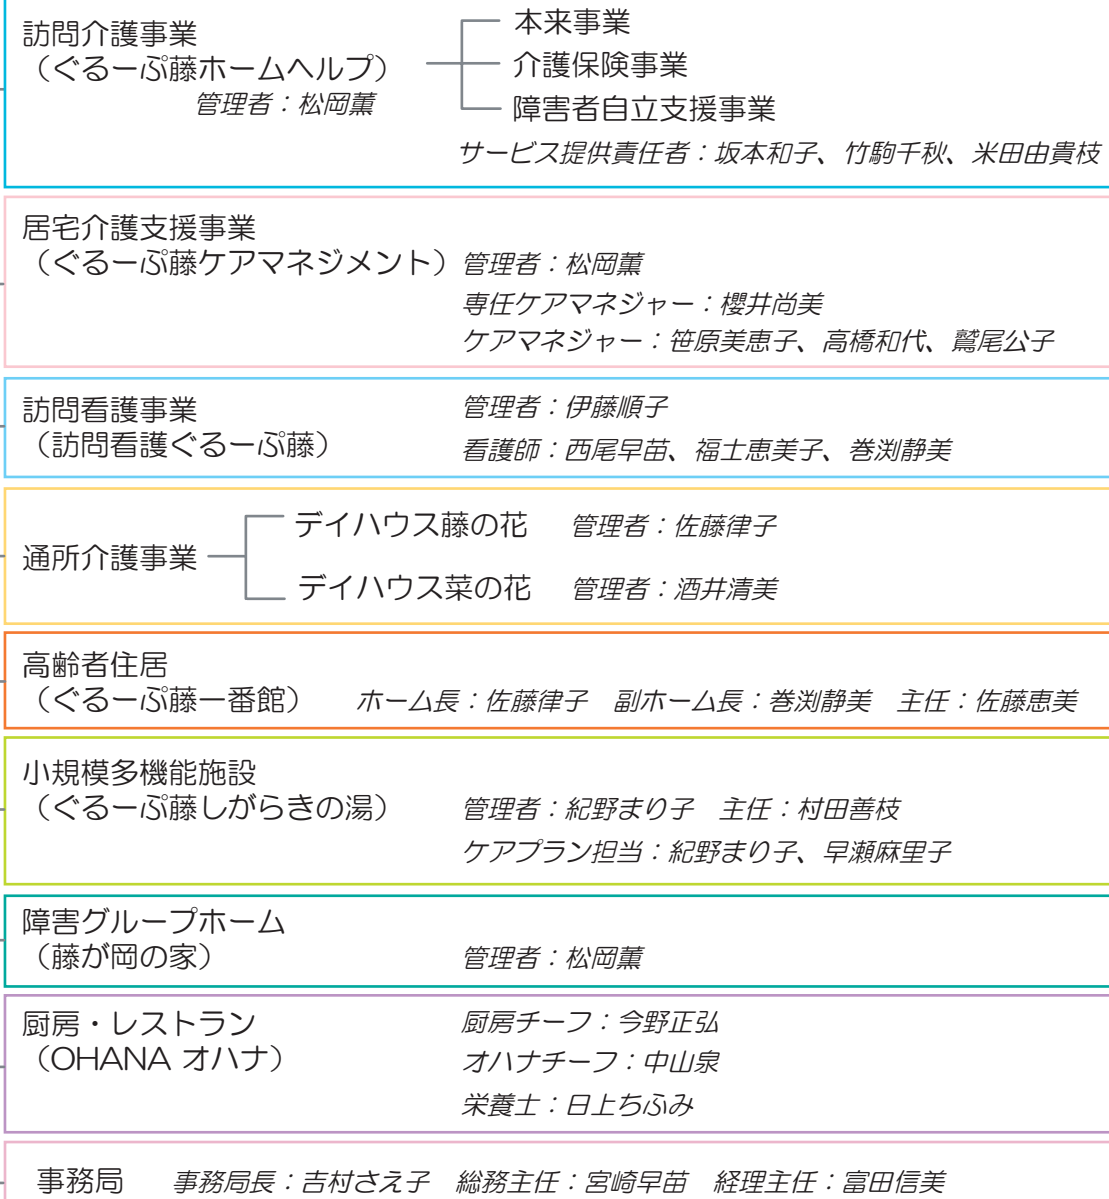 訪問介護事業
（ぐるーぷ藤ホームヘルプ）
管理者：松岡薫
本来事業
介護保険事業
障害者自立支援事業
サービス提供責任者：坂本和子、竹駒千秋、米田由貴枝
居宅介護支援事業
（ぐるーぷ藤ケアマネジメント）管理者：松岡薫
専任ケアマネジャー：櫻井尚美
ケアマネジャー：笹原美恵子、高橋和代、鷲尾公子
訪問看護事業
（訪問看護ぐるーぷ藤）
管理者：伊藤順子
看護師：西尾早苗、福士恵美子、巻渕静美
通所介護事業
デイハウス藤の花　管理者：佐藤律子
デイハウス菜の花　管理者：酒井清美
高齢者住居
（ぐるーぷ藤一番館）　ホーム長：佐藤律子　副ホーム長：巻渕静美　主任：佐藤恵美
小規模多機能施設
（ぐるーぷ藤しがらきの湯）　管理者：紀野まり子　主任：村田善枝
ケアプラン担当：紀野まり子、早瀬麻里子
障害グループホーム
（藤が岡の家）　管理者：松岡薫
厨房・レストラン
（OHANA オハナ）
厨房チーフ：今野正弘
オハナチーフ：中山泉
栄養士：日上ちふみ
事務局　事務局長：吉村さえ子　総務主任：宮崎早苗　経理主任：富田信美